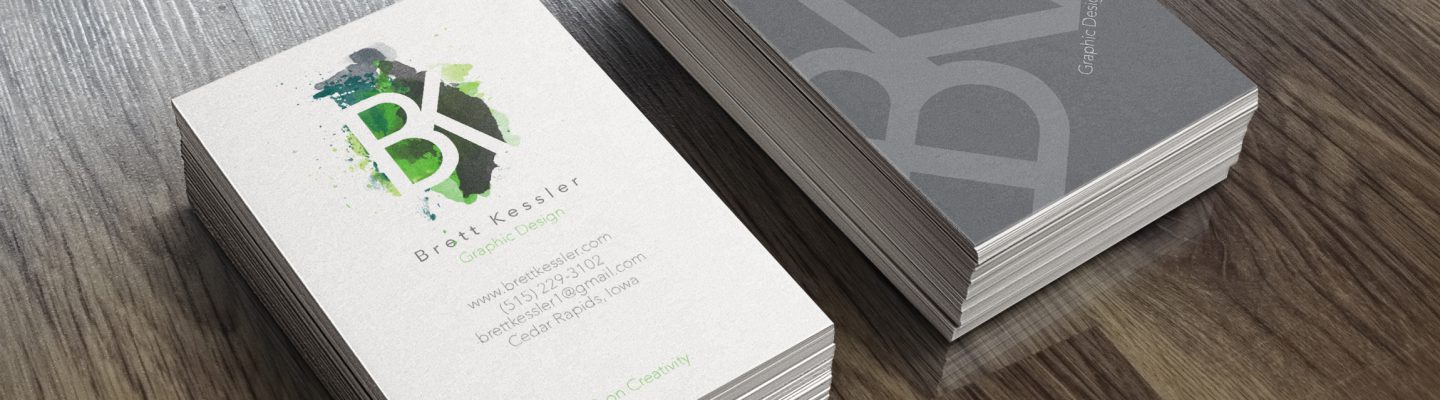 BK
Brett Kessler
Graphic Design
www.brettkessler.com
(515) 229-3102
brettkessler1@gmail.com
Cedar Rapids, Iowa
on Creativity
BK
Graphic Design